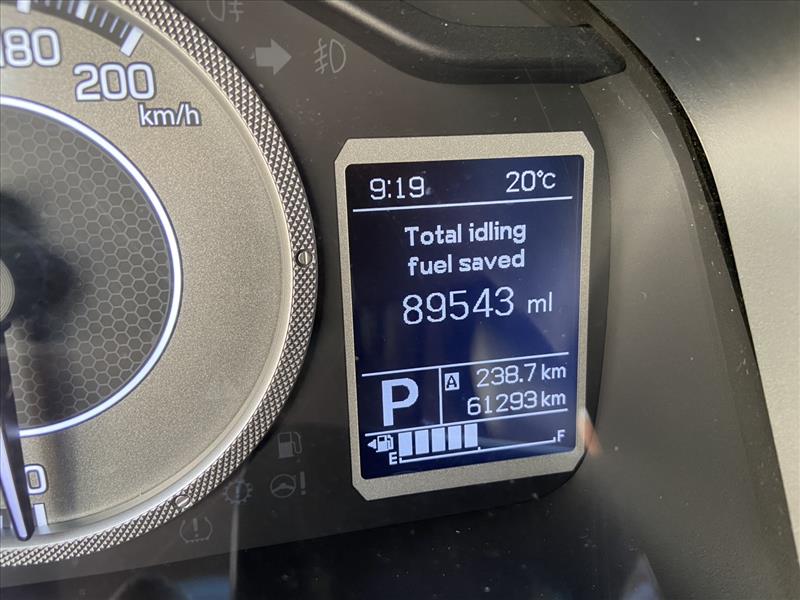 180
200
km/h
9:19 20°C
Total idling
fuel saved
89543 ml
P
A 238.7 km
61293 km
E F